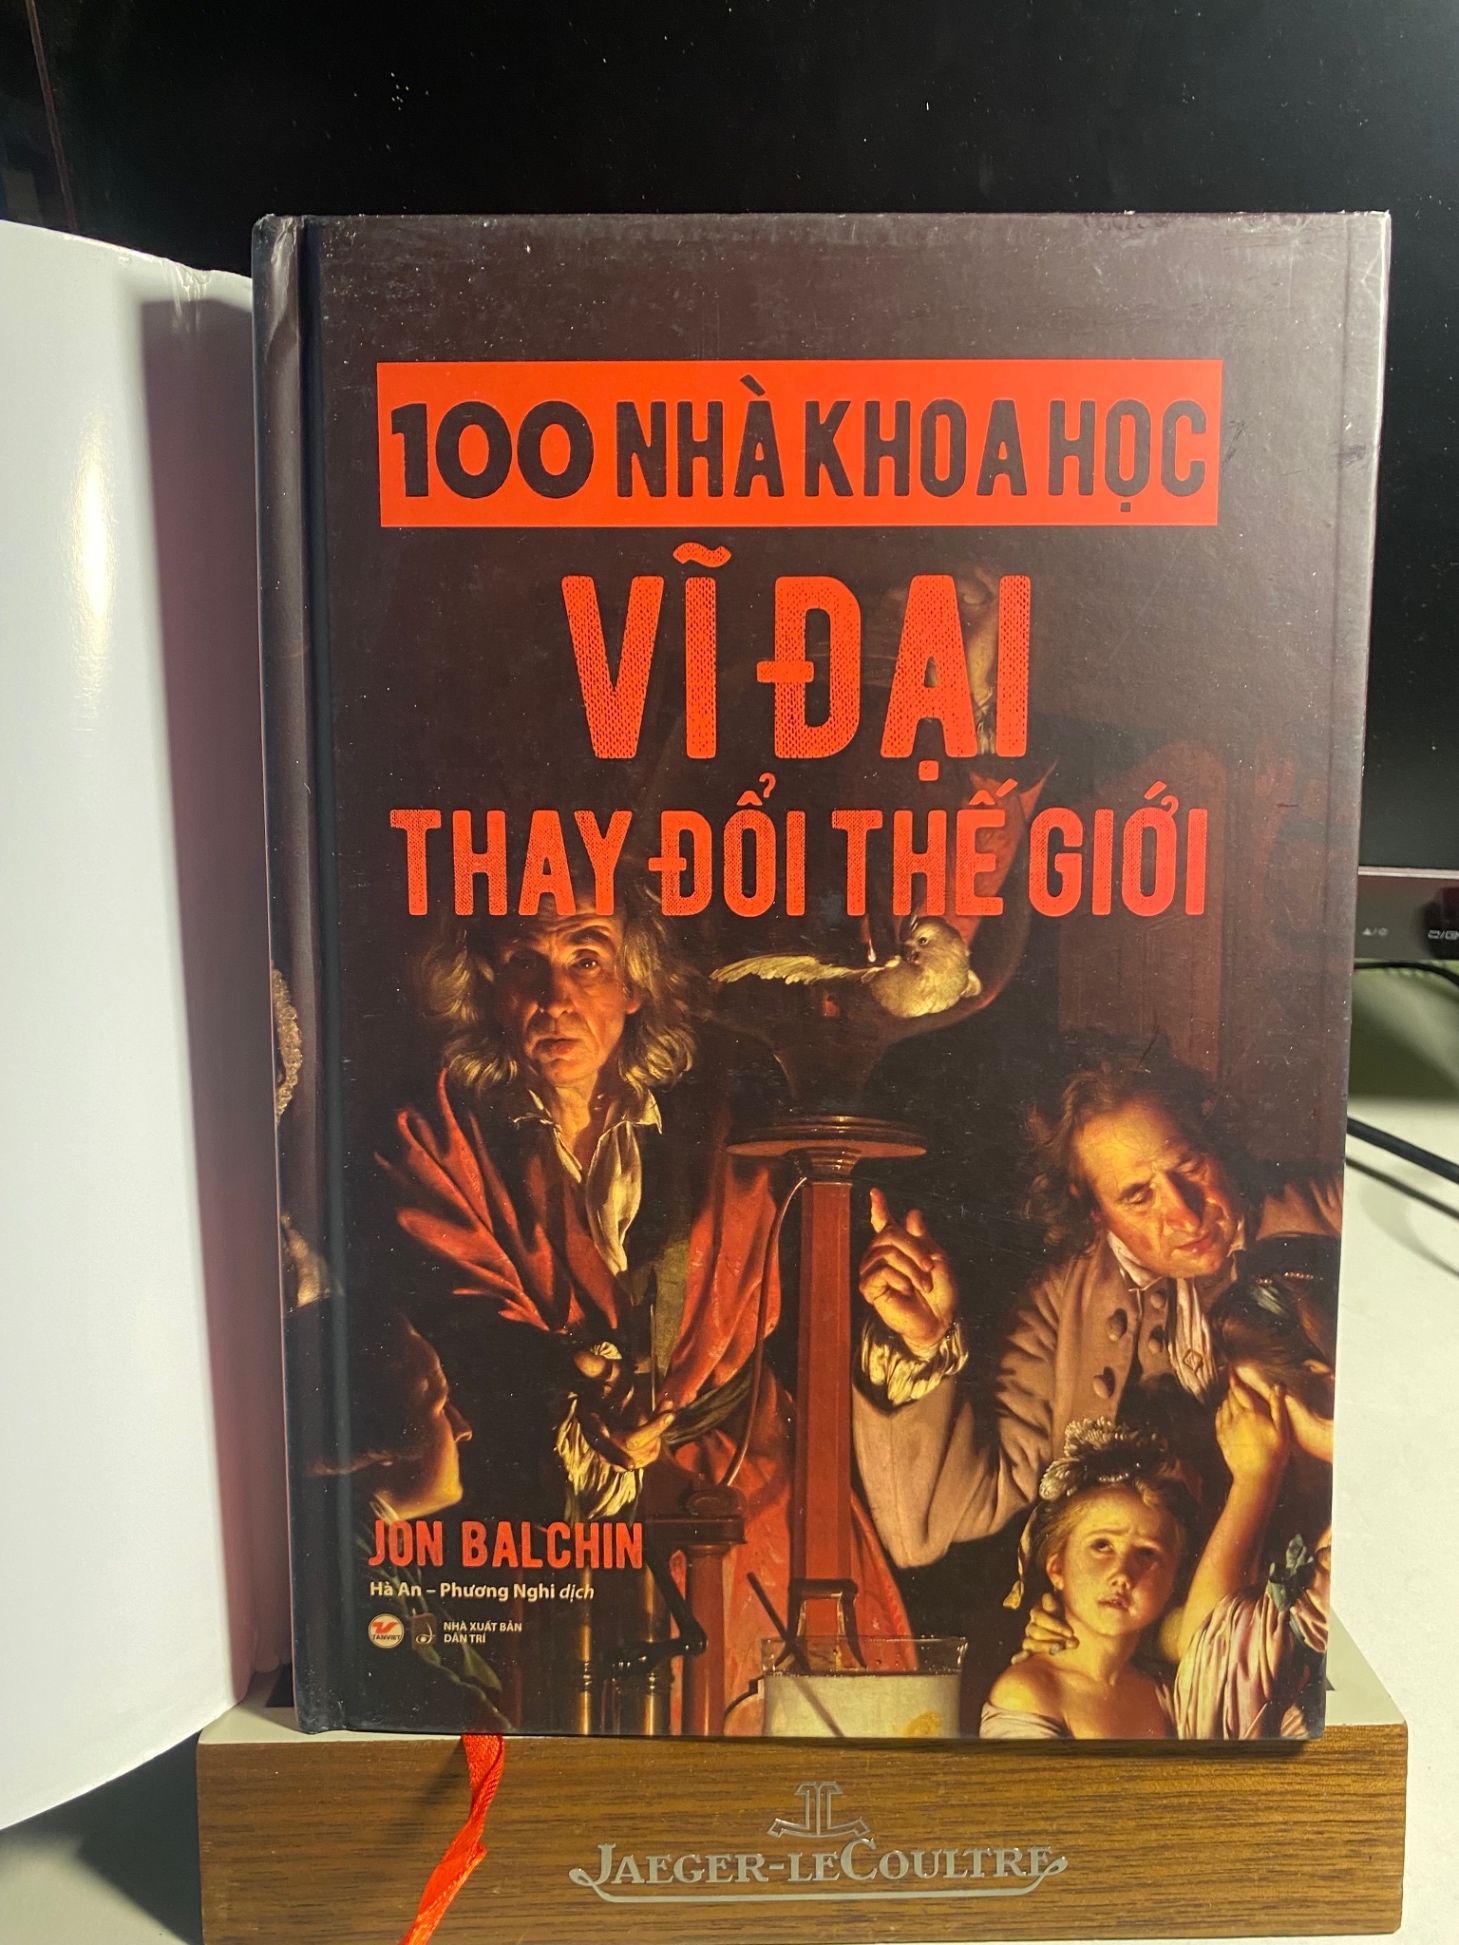 100 NHÀ KHOA HỌC
VĨ ĐẠI
THAY ĐỔI THẾ GIỚI
JON BALCHIN
Hà An – Phương Nghi dịch
TANVIET
NHÀ XUẤT BẢN
DÂN TRÍ
JAEGER-LECOULTRE